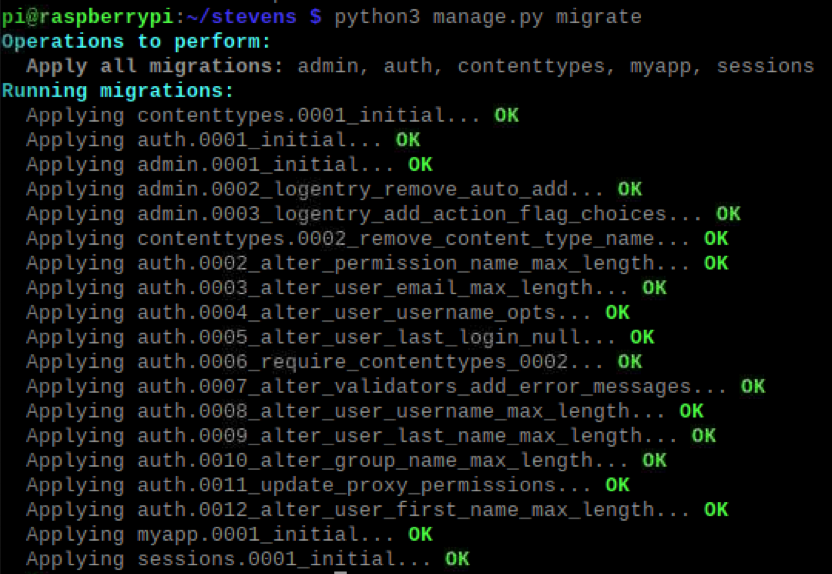 pi@raspberrypi:~/stevens $ python3 manage.py migrate
Operations to perform:
  Apply all migrations: admin, auth, contenttypes, myapp, sessions
Running migrations:
  Applying contenttypes.0001_initial... OK
  Applying auth.0001_initial... OK
  Applying admin.0001_initial... OK
  Applying admin.0002_logentry_remove_auto_add... OK
  Applying admin.0003_logentry_add_action_flag_choices... OK
  Applying contenttypes.0002_remove_content_type_name... OK
  Applying auth.0002_alter_permission_name_max_length... OK
  Applying auth.0003_alter_user_email_max_length... OK
  Applying auth.0004_alter_user_username_opts... OK
  Applying auth.0005_alter_user_last_login_null... OK
  Applying auth.0006_require_contenttypes_0002... OK
  Applying auth.0007_alter_validators_add_error_messages... OK
  Applying auth.0008_alter_user_username_max_length... OK
  Applying auth.0009_alter_user_last_name_max_length... OK
  Applying auth.0010_alter_group_name_max_length... OK
  Applying auth.0011_update_proxy_permissions... OK
  Applying auth.0012_alter_user_first_name_max_length... OK
  Applying myapp.0001_initial... OK
  Applying sessions.0001_initial... OK